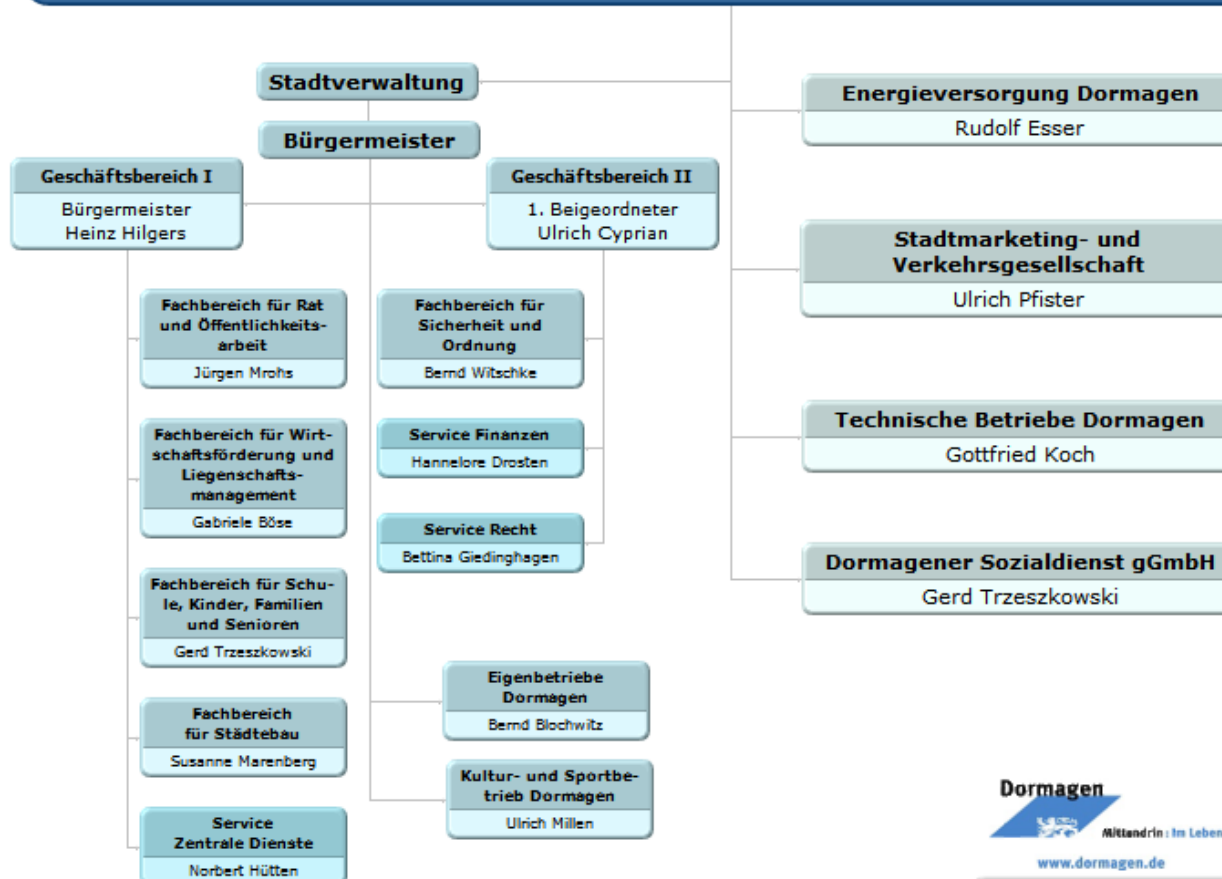 Stadtverwaltung
Bürgermeister
Geschäftsbereich I
Bürgermeister
Heinz Hilgers
Geschäftsbereich II
1. Beigeordneter
Ulrich Cyprian
Fachbereich für Rat
und Öffentlichkeits-
arbeit
Jürgen Mrohs
Fachbereich für Wirt-
schaftsförderung und
Liegenschafts-
management
Gabriele Böse
Fachbereich für Schu-
le, Kinder, Familien
und Senioren
Gerd Trzeszkowski
Fachbereich
für Städtebau
Susanne Marenberg
Service
Zentrale Dienste
Norbert Hütten
Fachbereich für
Sicherheit und
Ordnung
Bernd Witschke
Service Finanzen
Hannelore Drosten
Service Recht
Bettina Giedinghagen
Eigenbetriebe
Dormagen
Bernd Blochwitz
Kultur- und Sportbe-
trieb Dormagen
Ulrich Millen
Energieversorgung Dormagen
Rudolf Esser
Stadtmarketing- und
Verkehrsgesellschaft
Ulrich Pfister
Technische Betriebe Dormagen
Gottfried Koch
Dormagener Sozialdienst gGmbH
Gerd Trzeszkowski
Dormagen
Mittendrin : Im Leben
www.dormagen.de